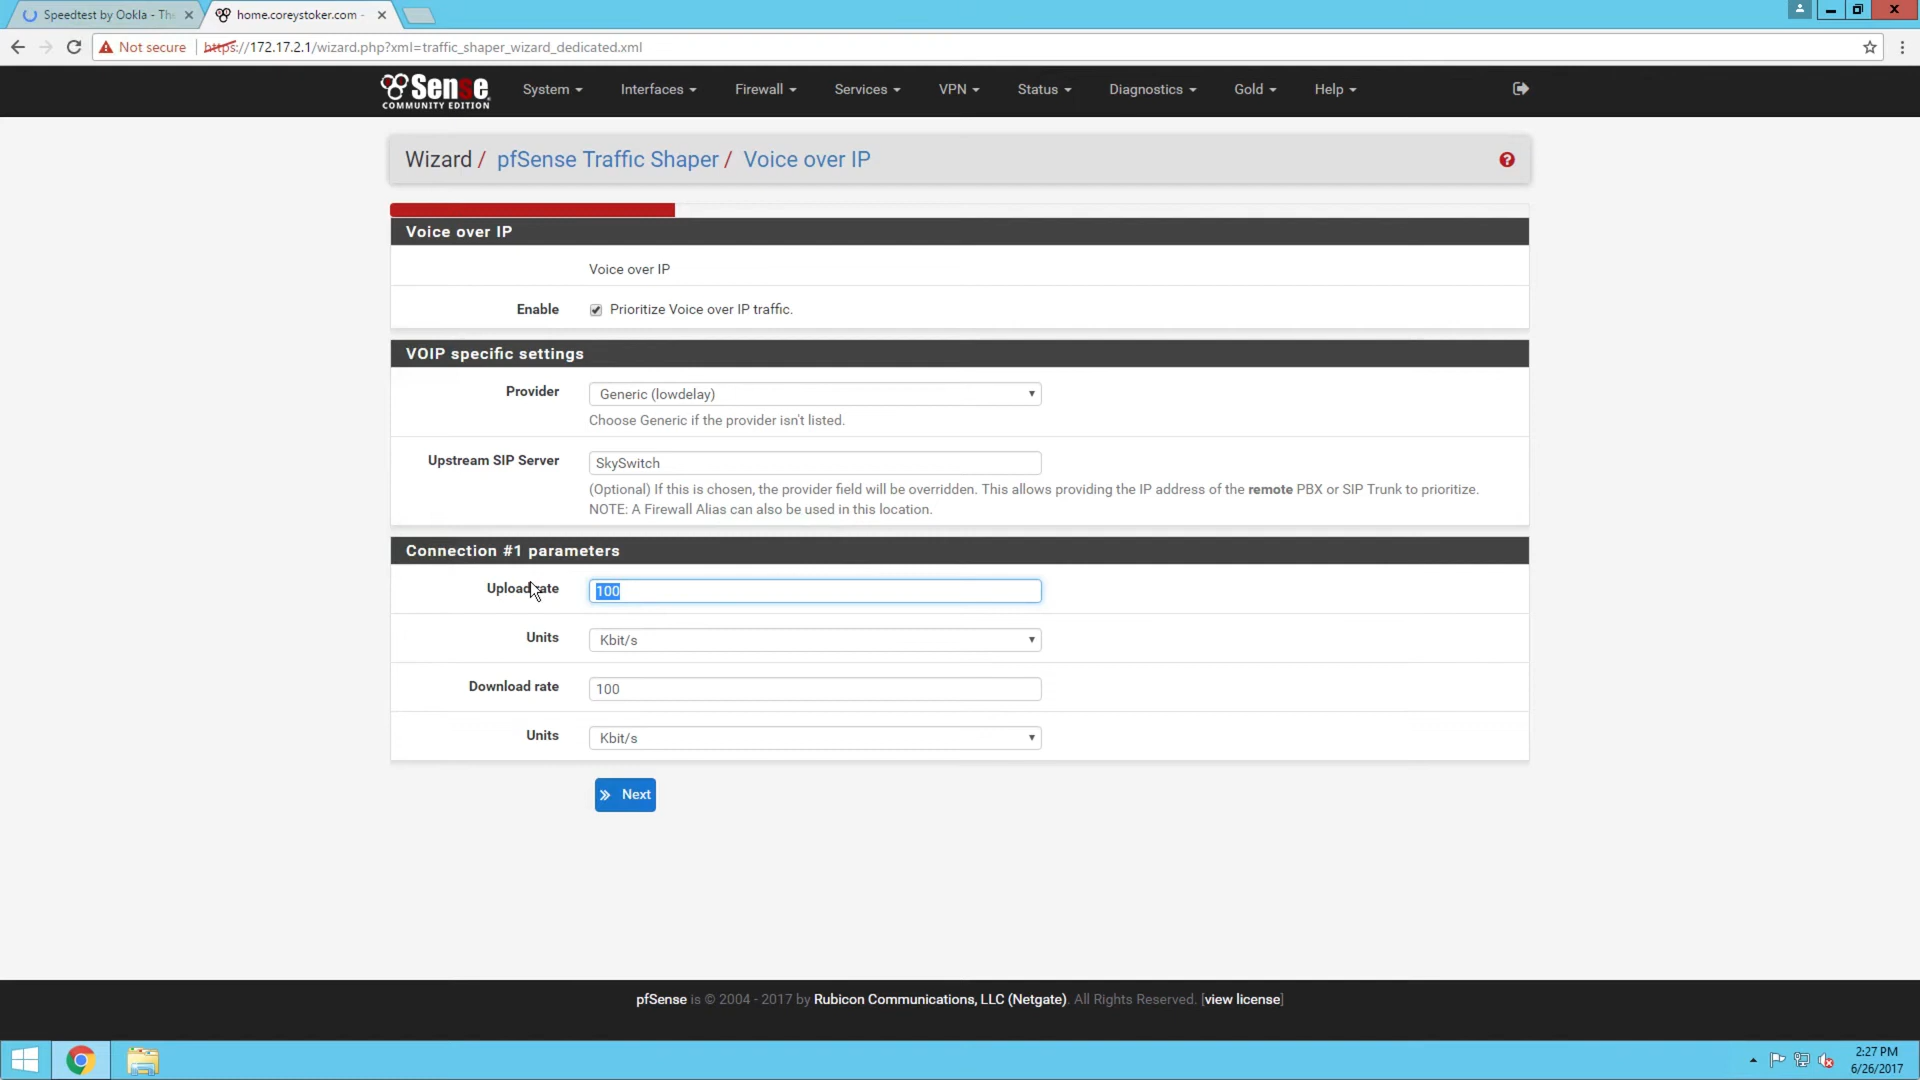 Speedtest by Ookla - The
home.coreystoker.com -
Not secure
https://172.17.2.1/wizard.php?xml=traffic_shaper_wizard_dedicated.xml
Sense
COMMUNITY EDITION
System
Interfaces
Firewall
Services
VPN
Status
Diagnostics
Gold
Help
Wizard / pfSense Traffic Shaper / Voice over IP
Voice over IP
Voice over IP
Enable
Prioritize Voice over IP traffic.
VOIP specific settings
Provider
Generic (lowdelay)
Choose Generic if the provider isn't listed.
Upstream SIP Server
SkySwitch
(Optional) If this is chosen, the provider field will be overridden. This allows providing the IP address of the remote PBX or SIP Trunk to prioritize.
NOTE: A Firewall Alias can also be used in this location.
Connection #1 parameters
Upload rate
100
Units
Kbit/s
Download rate
100
Units
Kbit/s
Next
pfSense is © 2004 - 2017 by Rubicon Communications, LLC (Netgate). All Rights Reserved. [view license]
2:27 PM
6/26/2017